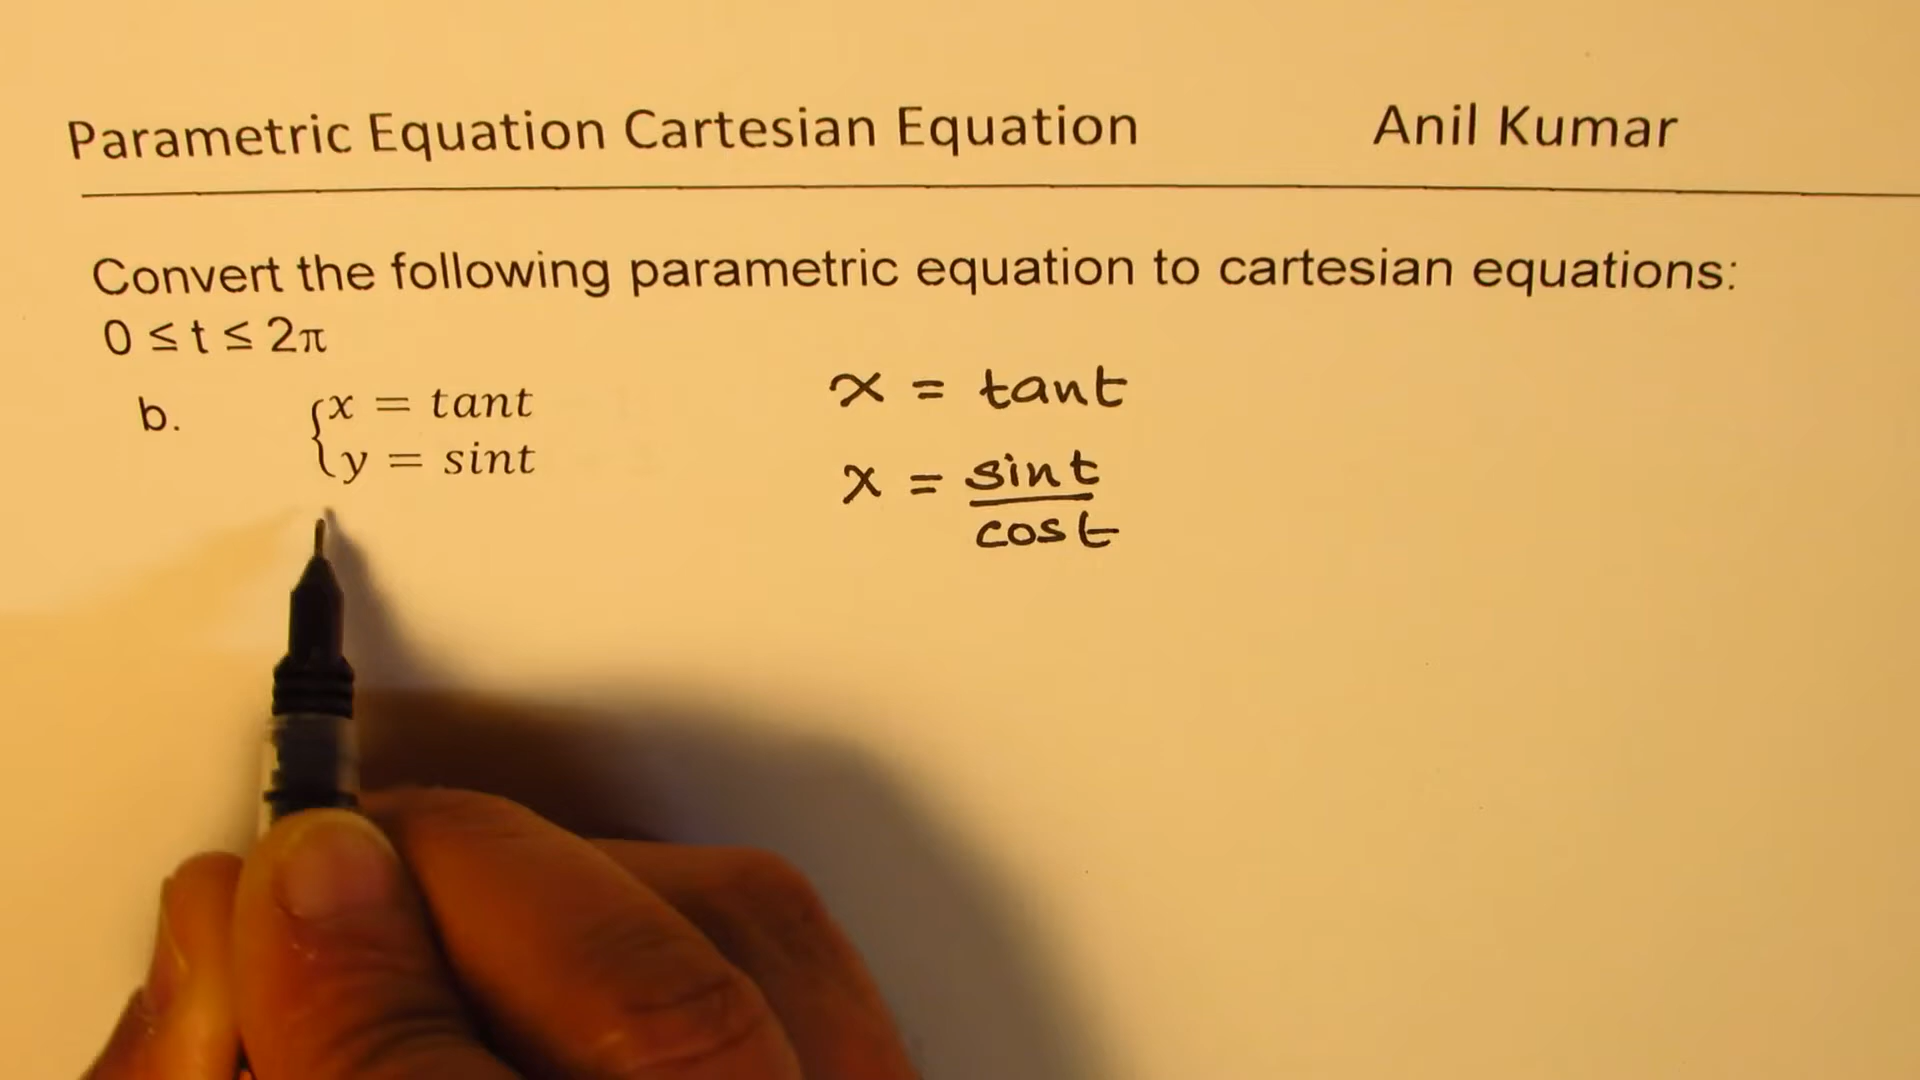 Parametric Equation Cartesian Equation Anil Kumar
Convert the following parametric equation to cartesian equations:
0 ≤ t ≤ 2π
b. {x = tant
y = sint
x = tant
x = sint/cost